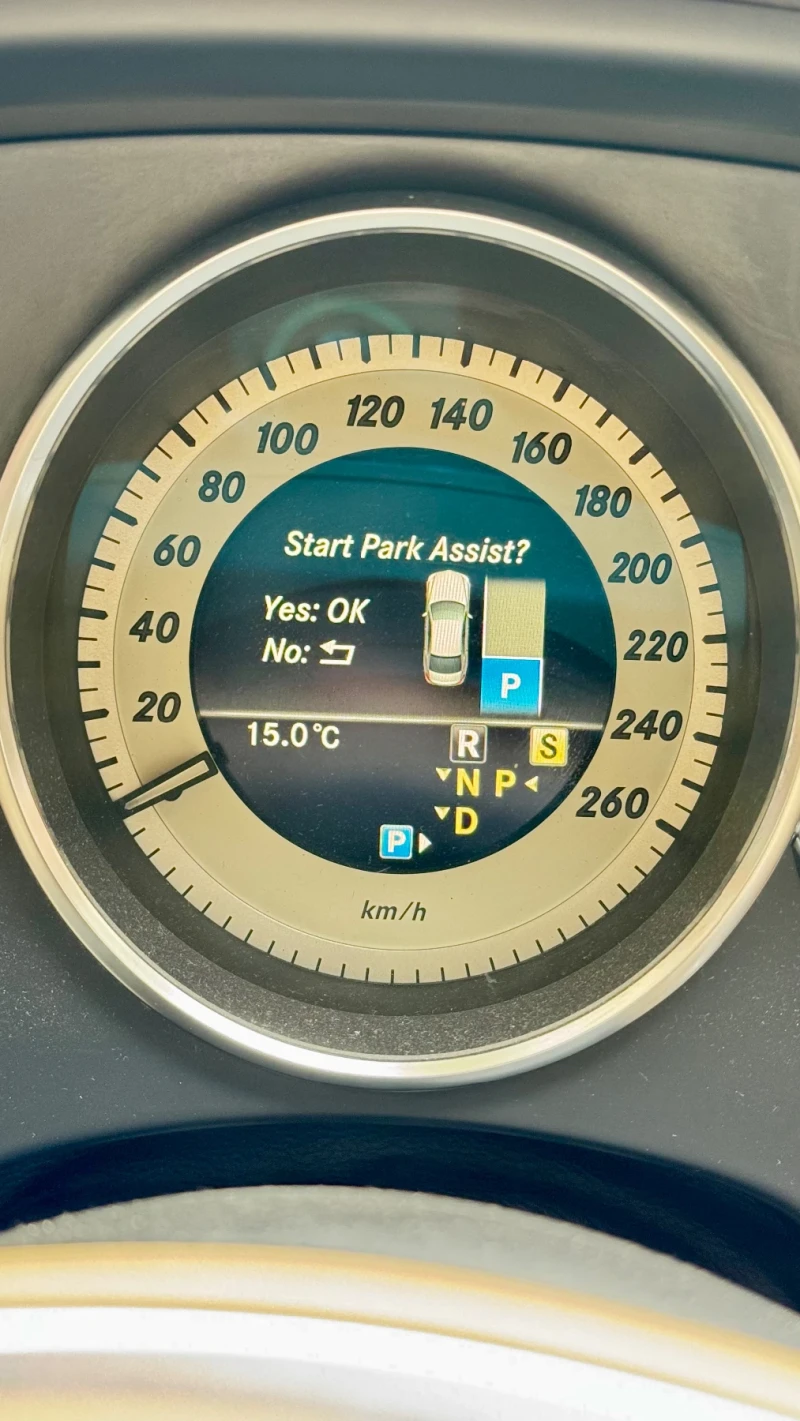 120 140
100 160
80 180
60 200
40 220
20 240
260
Start Park Assist?
Yes: OK
No:
P
15.0°C R S
N P
D
P
km/h